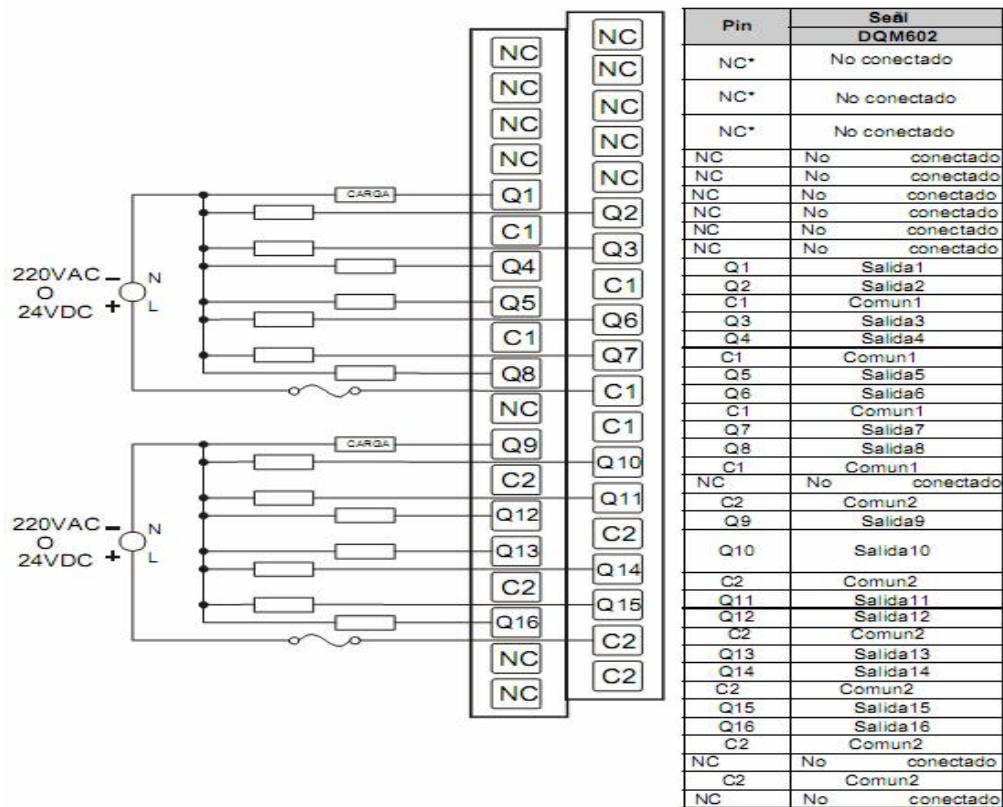 220VAC –
O
24VDC +
N
L
CARGA
220VAC –
O
24VDC +
N
L
CARGA
NC
NC
NC
NC
Q1
C1
Q4
Q5
C1
Q8
NC
Q9
C2
Q12
Q13
C2
Q16
NC
NC
NC
NC
NC
NC
NC
Q2
Q3
C1
Q6
Q7
C1
C1
Q10
Q11
C2
Q14
Q15
C2
C2
Pin Seãl
DQM602
NC* No conectado
NC* No conectado
NC* No conectado
NC No conectado
NC No conectado
NC No conectado
NC No conectado
NC No conectado
NC No conectado
Q1 Salida1
Q2 Salida2
C1 Comun1
Q3 Salida3
Q4 Salida4
C1 Comun1
Q5 Salida5
Q6 Salida6
C1 Comun1
Q7 Salida7
Q8 Salida8
C1 Comun1
NC No conectado
C2 Comun2
Q9 Salida9
Q10 Salida10
C2 Comun2
Q11 Salida11
Q12 Salida12
C2 Comun2
Q13 Salida13
Q14 Salida14
C2 Comun2
Q15 Salida15
Q16 Salida16
C2 Comun2
NC No conectado
C2 Comun2
NC No conectado